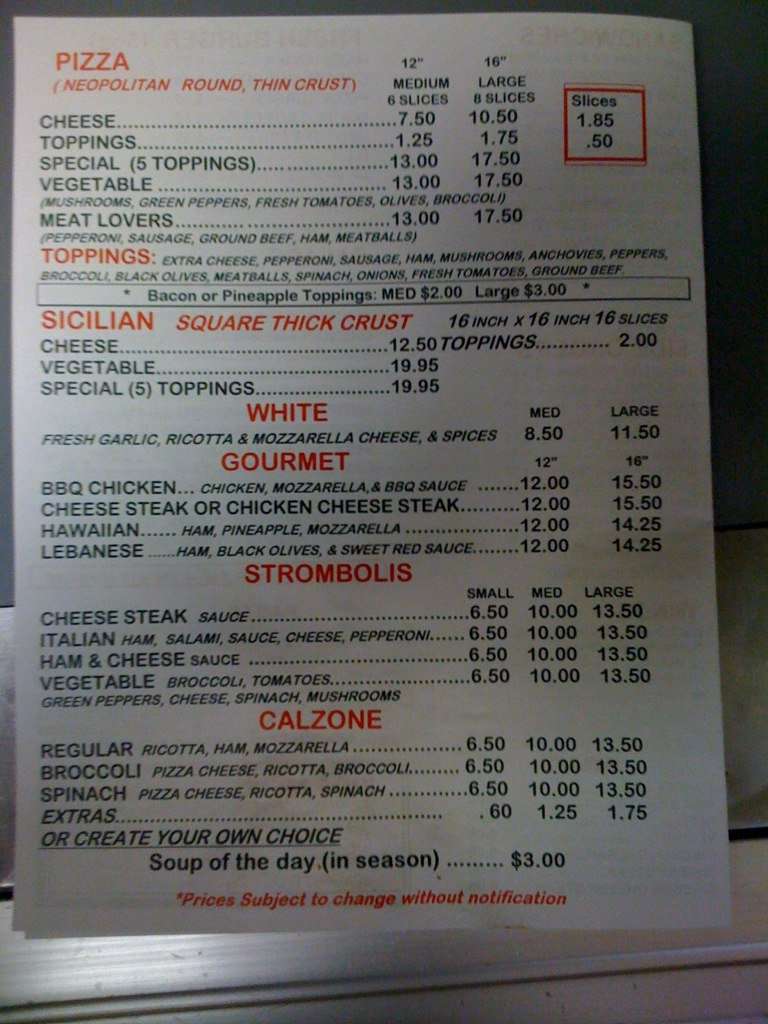 PIZZA 12" 16"
( NEOPOLITAN ROUND, THIN CRUST) MEDIUM LARGE
6 SLICES 8 SLICES Slices
CHEESE..............................................7.50 10.50 1.85
TOPPINGS...........................................1.25 1.75 .50
SPECIAL (5 TOPPINGS).....................13.00 17.50
VEGETABLE ..................................... 13.00 17.50
(MUSHROOMS, GREEN PEPPERS, FRESH TOMATOES, OLIVES, BROCCOLI)
MEAT LOVERS...................................13.00 17.50
(PEPPERONI, SAUSAGE, GROUND BEEF, HAM, MEATBALLS)
TOPPINGS: EXTRA CHEESE, PEPPERONI, SAUSAGE, HAM, MUSHROOMS, ANCHOVIES, PEPPERS,
BROCCOLI, BLACK OLIVES, MEATBALLS, SPINACH, ONIONS, FRESH TOMATOES, GROUND BEEF.
* Bacon or Pineapple Toppings: MED $2.00 Large $3.00 *
SICILIAN SQUARE THICK CRUST 16 INCH X 16 INCH 16 SLICES
CHEESE............................................12.50 TOPPINGS............. 2.00
VEGETABLE.......................................19.95
SPECIAL (5) TOPPINGS.......................19.95
WHITE MED LARGE
FRESH GARLIC, RICOTTA & MOZZARELLA CHEESE, & SPICES 8.50 11.50
GOURMET 12" 16"
BBQ CHICKEN... CHICKEN, MOZZARELLA,& BBQ SAUCE .......12.00 15.50
CHEESE STEAK OR CHICKEN CHEESE STEAK..........12.00 15.50
HAWAIIAN...... HAM, PINEAPPLE, MOZZARELLA ...................12.00 14.25
LEBANESE ......HAM, BLACK OLIVES, & SWEET RED SAUCE........12.00 14.25
STROMBOLIS
SMALL MED LARGE
CHEESE STEAK SAUCE....................................6.50 10.00 13.50
ITALIAN HAM, SALAMI, SAUCE, CHEESE, PEPPERONI...... 6.50 10.00 13.50
HAM & CHEESE SAUCE ....................................6.50 10.00 13.50
VEGETABLE BROCCOLI, TOMATOES.......................6.50 10.00 13.50
GREEN PEPPERS, CHEESE, SPINACH, MUSHROOMS
CALZONE
REGULAR RICOTTA, HAM, MOZZARELLA .................. 6.50 10.00 13.50
BROCCOLI PIZZA CHEESE, RICOTTA, BROCCOLI......... 6.50 10.00 13.50
SPINACH PIZZA CHEESE, RICOTTA, SPINACH .............6.50 10.00 13.50
EXTRAS...................................................... .60 1.25 1.75
OR CREATE YOUR OWN CHOICE
Soup of the day.(in season) ......... $3.00
*Prices Subject to change without notification